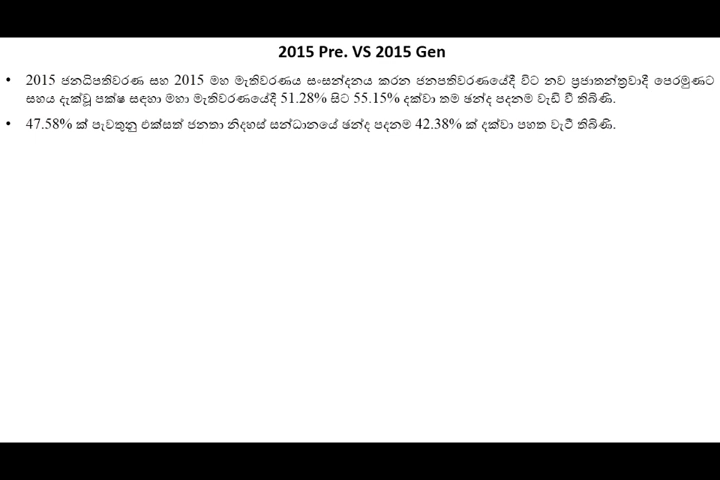 2015 Pre. VS 2015 Gen
• 2015 ජනයිපතිවරණ සහ 2015 මහ මැතිවරණය සංසන්දනය කරන ජනපතිවරණයේදී විට නව ප්‍රජාතන්ත්‍රවාදී පෙරමුණට
සහය දැක්වූ පක්ෂ සඳහා මහා මැතිවරණයේදී 51.28% සිට 55.15% දක්වා තම ඡන්ද පදනම වැඩි වී තිබිණි.
• 47.58% ක් පැවතුනු එක්සත් ජනතා නිදහස් සන්ධානයේ ඡන්ද පදනම 42.38% ක් දක්වා පහත වැටී තිබිණි.